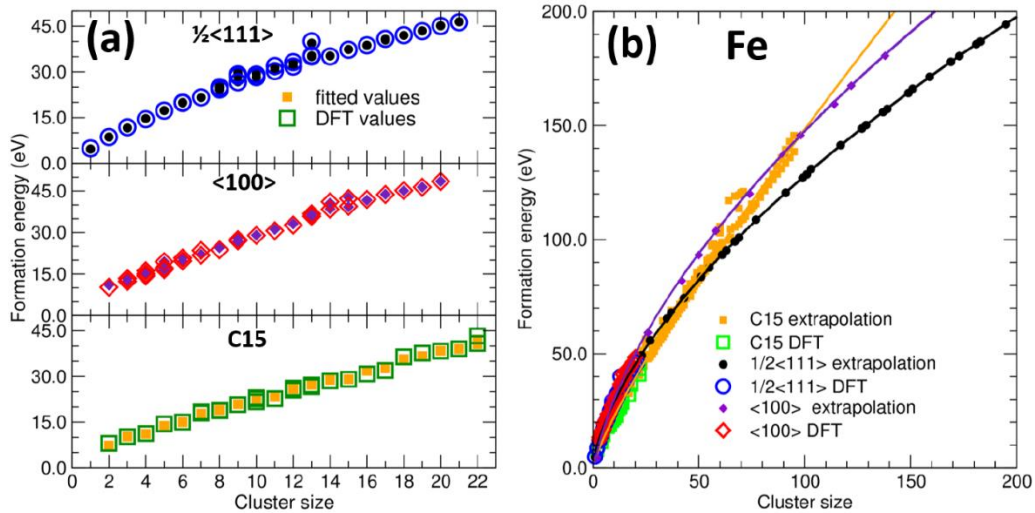 (a)
½<111>
fitted values
DFT values
45.0
30.0
15.0
0.0
<100>
45.0
30.0
15.0
0.0
C15
45.0
30.0
15.0
0.0
Formation energy (eV)
0 2 4 6 8 10 12 14 16 18 20 22
Cluster size
(b)
Fe
200.0
150.0
100.0
50.0
0.0
Formation energy (eV)
C15 extrapolation
C15 DFT
1/2<111> extrapolation
1/2<111> DFT
<100> extrapolation
<100> DFT
0 50 100 150 200
Cluster size